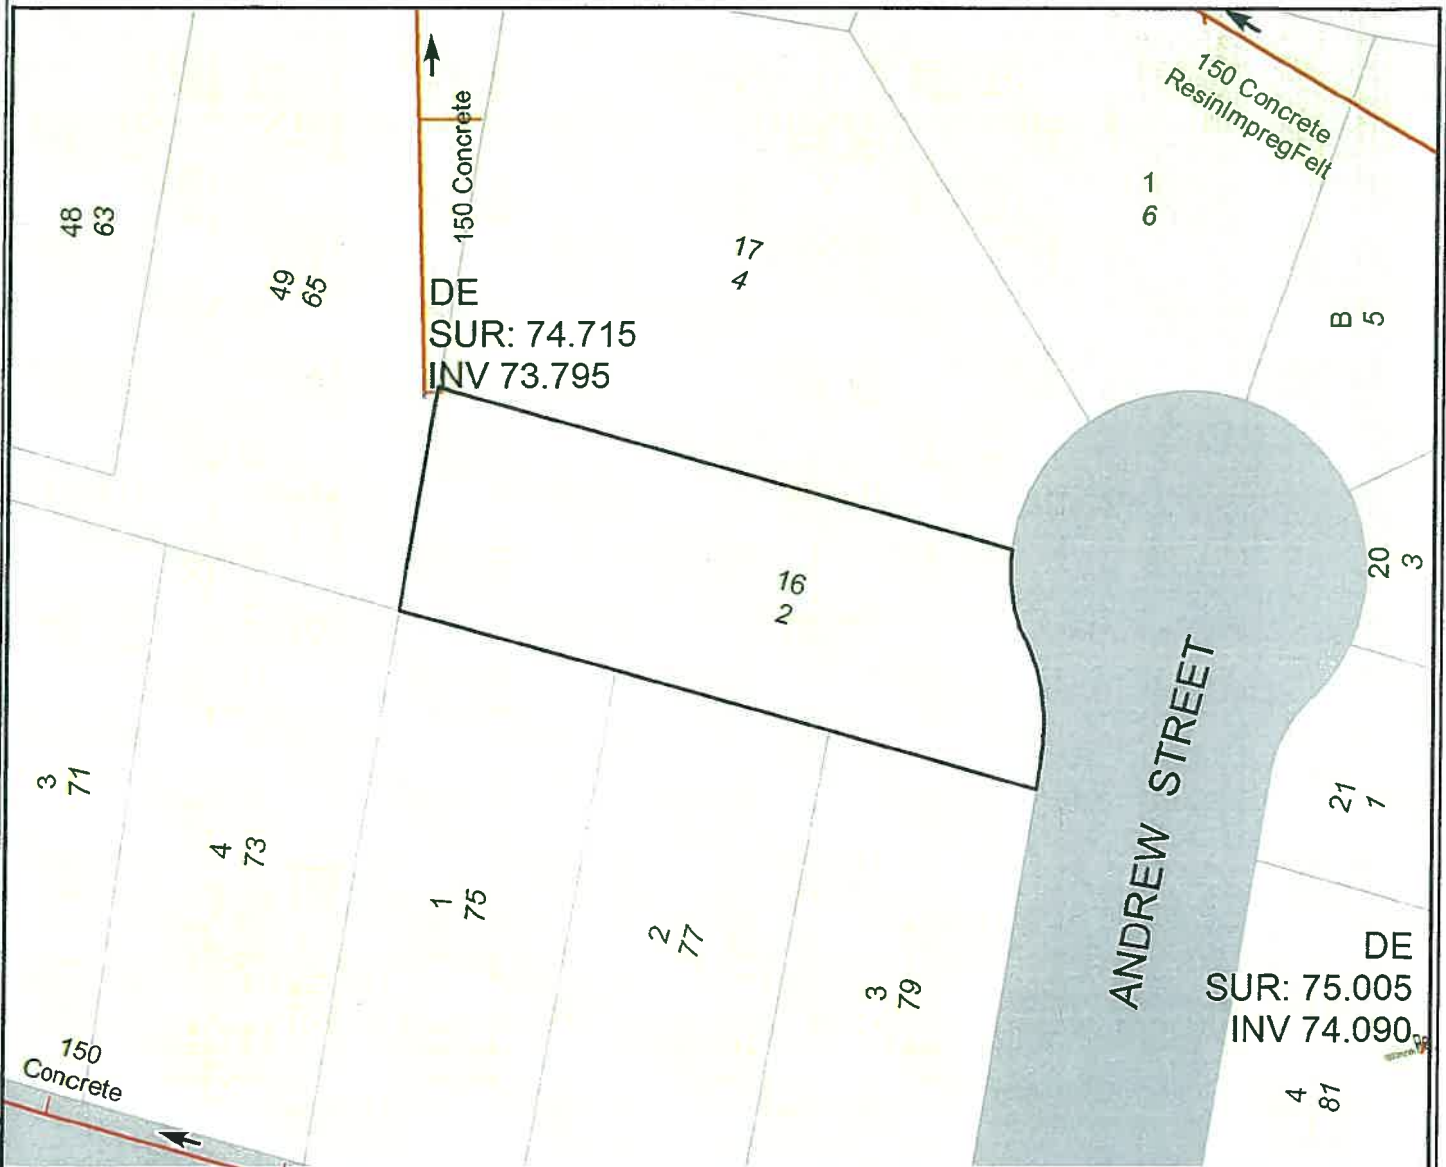 150 Concrete
150 Concrete
ResinImpregFelt
48
63
49
65
17
4
1
6
B
5
DE
SUR: 74.715
INV 73.795
16
2
20
3
ANDREW STREET
3
71
4
73
1
75
2
77
3
79
21
1
DE
SUR: 75.005
INV 74.090
4
81
150
Concrete